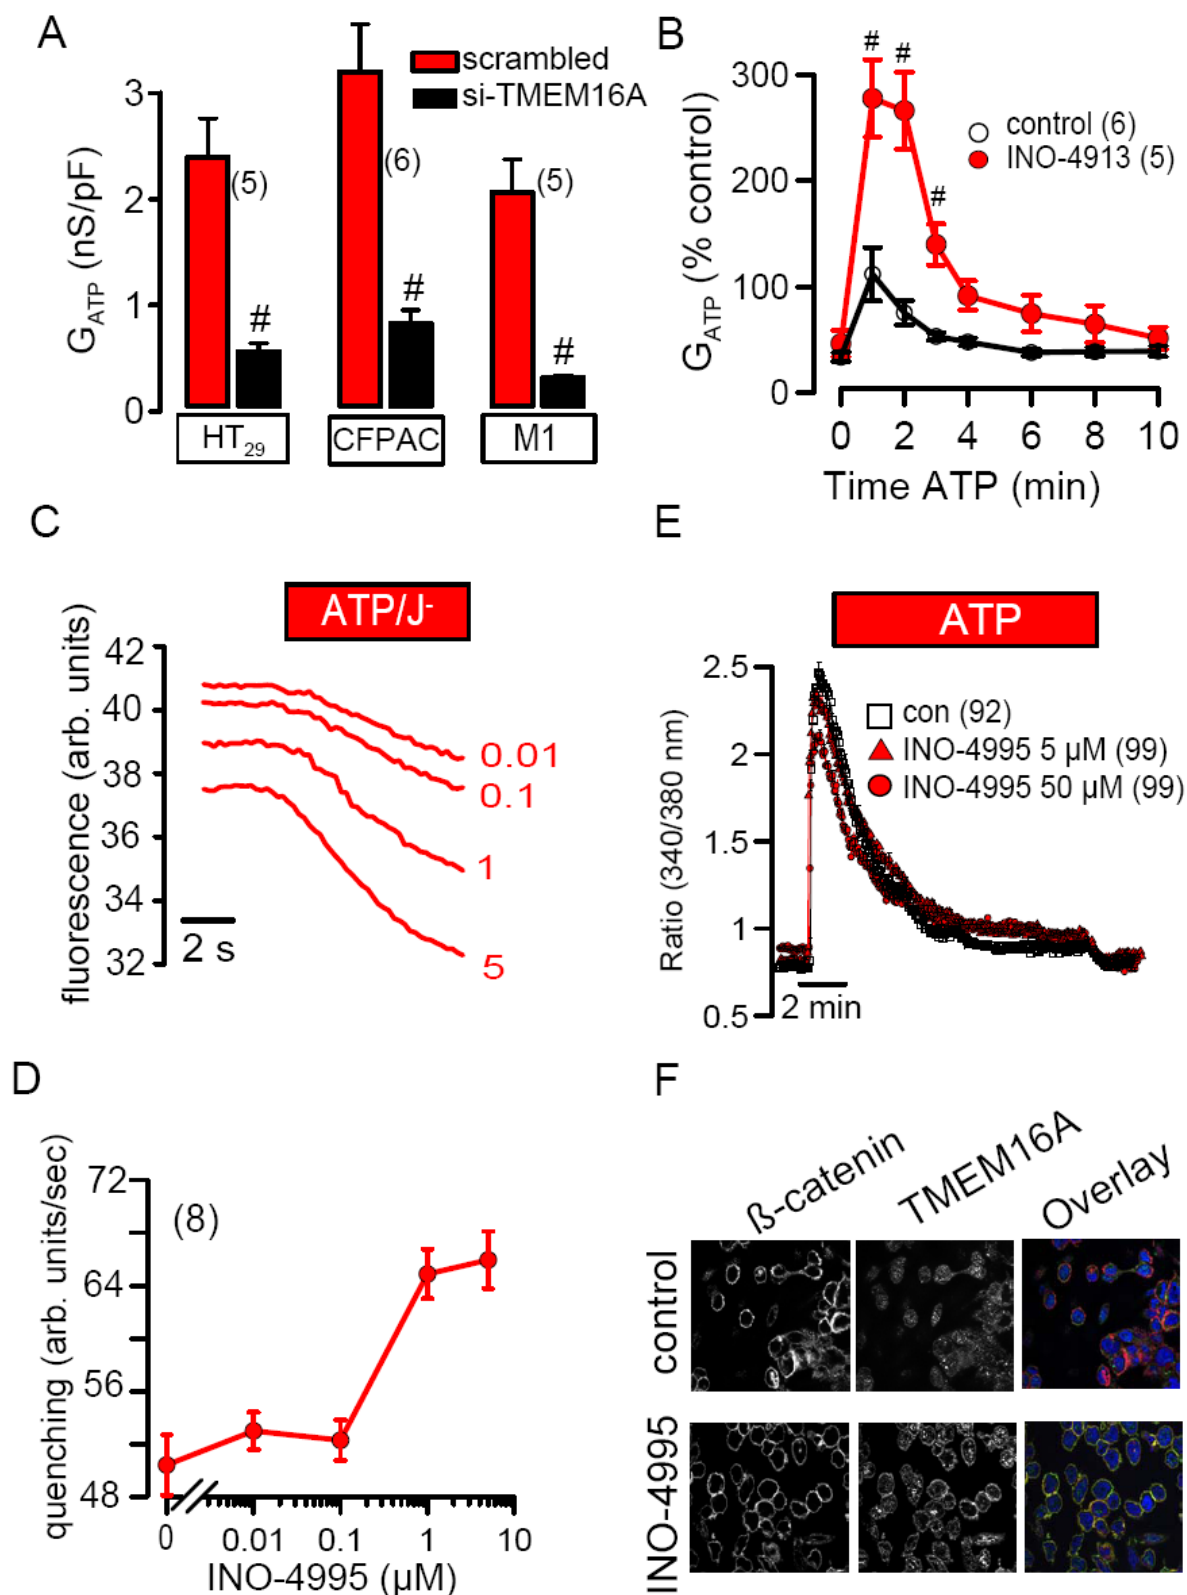 A
scrambled
si-TMEM16A
G_ATP (nS/pF)
3
2
1
0
(5)
(6)
(5)
#
#
#
HT29
CFPAC
M1
B
G_ATP (% control)
300
200
100
0
#
#
#
control (6)
INO-4913 (5)
0 2 4 6 8 10
Time ATP (min)
C
ATP/J-
fluorescence (arb. units)
42
40
38
36
34
32
0.01
0.1
1
5
2 s
E
ATP
Ratio (340/380 nm)
2.5
2.0
1.5
1
0.5
con (92)
INO-4995 5 µM (99)
INO-4995 50 µM (99)
2 min
D
quenching (arb. units/sec)
72
64
56
48
(8)
0 0.01 0.1 1 10
INO-4995 (µM)
F
ß-catenin
TMEM16A
Overlay
control
INO-4995